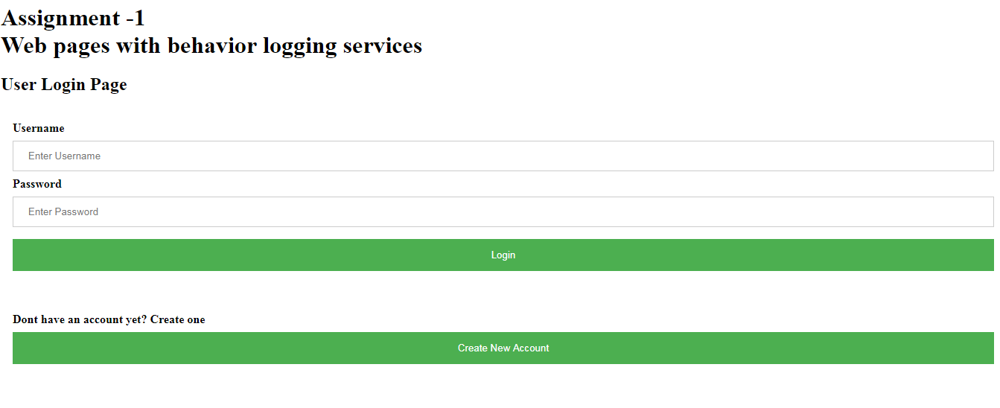 Assignment -1
Web pages with behavior logging services
User Login Page
Username
Enter Username
Password
Enter Password
Login
Dont have an account yet? Create one
Create New Account